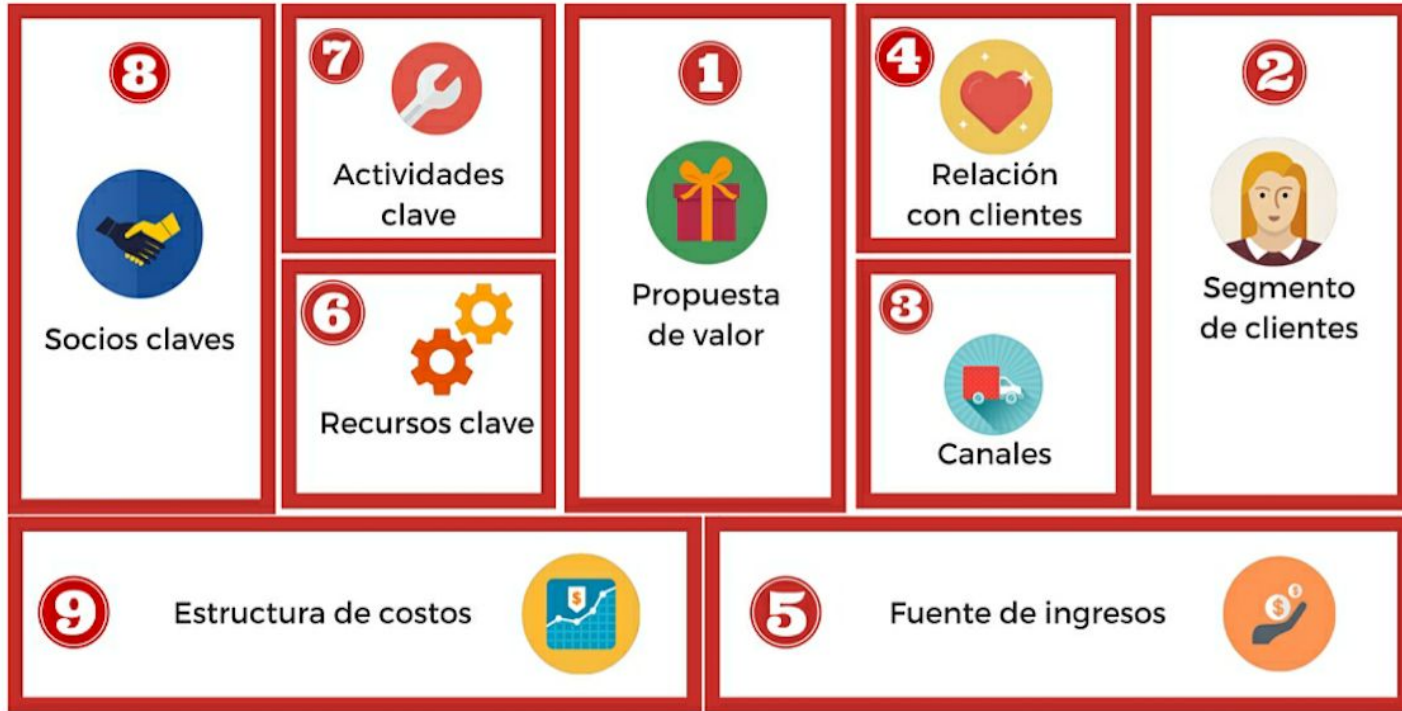 8
Socios claves
7
Actividades
clave
6
Recursos clave
1
Propuesta
de valor
4
Relación
con clientes
3
Canales
2
Segmento
de clientes
9
Estructura de costos
$
5
Fuente de ingresos
$
$